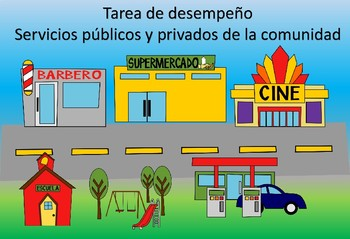 Tarea de desempeño
Servicios públicos y privados de la comunidad
BARBERO
SUPERMERCADO
CINE
ESCUELA